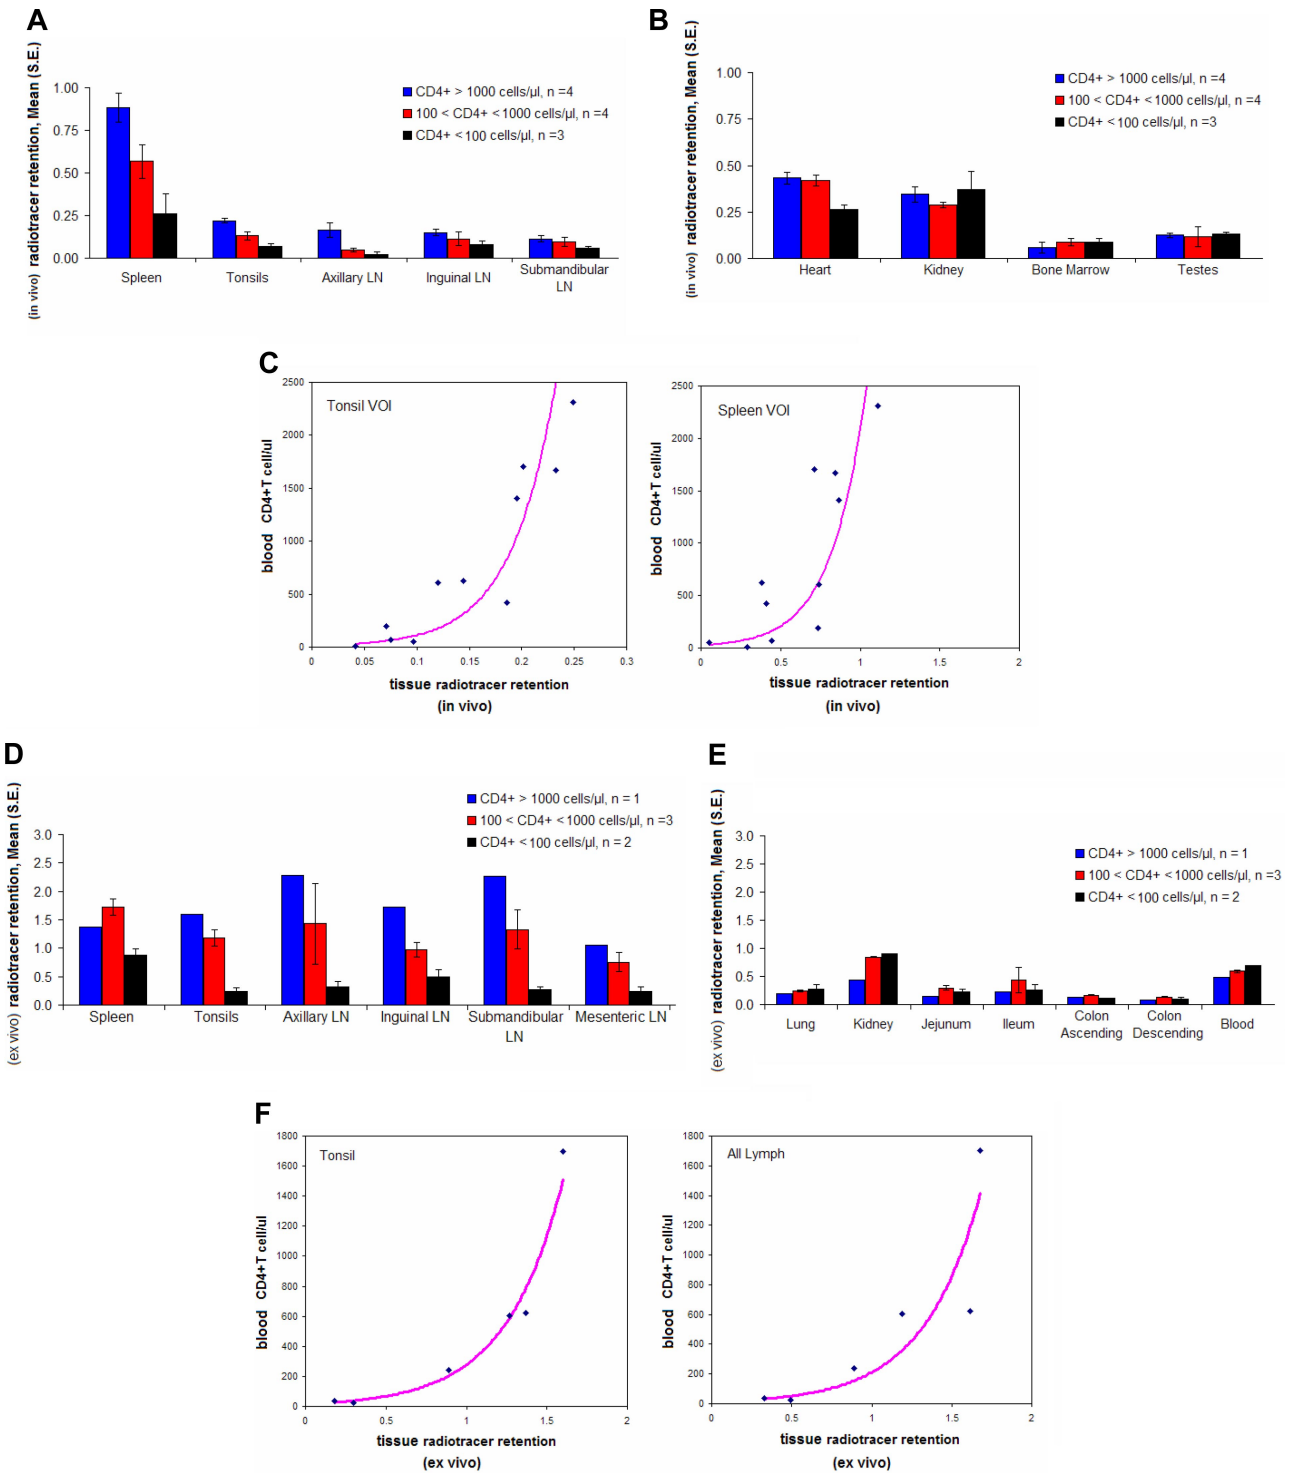 A
(in vivo) radiotracer retention, Mean (S.E.)
1.00
0.75
0.50
0.25
0.00
CD4+ > 1000 cells/µl, n =4
100 < CD4+ <1000 cells/µl, n =4
CD4+ <100 cells/µl, n =3
Spleen
Tonsils
Axillary LN
Inguinal LN
Submandibular
LN
B
(in vivo) radiotracer retention, Mean (S.E.)
1.00
0.75
0.50
0.25
0.00
CD4+ > 1000 cells/µl, n =4
100 < CD4+ <1000 cells/µl, n =4
CD4+ <100 cells/µl, n =3
Heart
Kidney
Bone Marrow
Testes
C
blood CD4+T cell/ul
2500
2000
1500
1000
500
0
Tonsil VOI
0
0.05
0.1
0.15
0.2
0.25
0.3
tissue radiotracer retention
(in vivo)
blood CD4+T cell/ul
2500
2000
1500
1000
500
0
Spleen VOI
0.5
1
1.5
2
tissue radiotracer retention
(in vivo)
D
(ex vivo) radiotracer retention, Mean (S.E.)
3.0
2.5
2.0
1.5
1.0
0.5
0.0
CD4+ > 1000 cells/µl, n = 1
100 < CD4+ <1000 cells/µl, n =3
CD4+ <100 cells/µl, n = 2
Spleen
Tonsils
Axillary LN
Inguinal LN
Submandibular
LN
Mesenteric LN
E
(ex vivo) radiotracer retention, Mean (S.E.)
3.0
2.5
2.0
1.5
1.0
0.5
0.0
CD4+ > 1000 cells/µl, n = 1
100 < CD4+ <1000 cells/µl, n =3
CD4+ <100 cells/µl, n = 2
Lung
Kidney
Jejunum
Ileum
Colon
Ascending
Colon
Descending
Blood
F
blood CD4+T cell/ul
1800
1600
1400
1200
1000
800
600
400
200
0
Tonsil
0
0.5
1
1.5
2
tissue radiotracer retention
(ex vivo)
blood CD4+T cell/ul
1800
1600
1400
1200
1000
800
600
400
200
0
All Lymph
0
0.5
1
1.5
2
tissue radiotracer retention
(ex vivo)